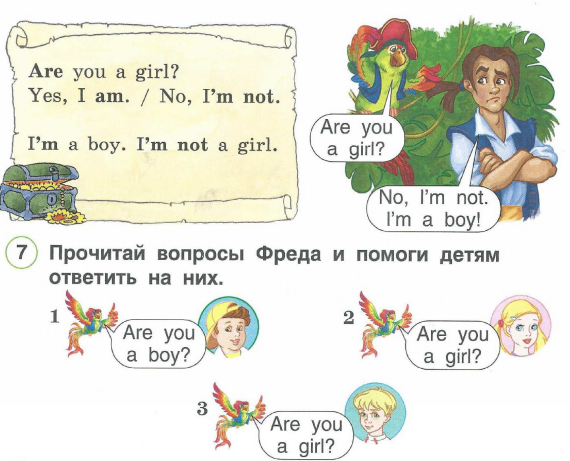 Are you a girl?
Yes, I am. / No, I'm not.
I'm a boy. I'm not a girl.
Are you
a girl?
No, I'm not.
I'm a boy!
7 Прочитай вопросы Фреда и помоги детям
ответить на них.
1
Are you
a boy?
2
Are you
a girl?
3
Are you
a girl?